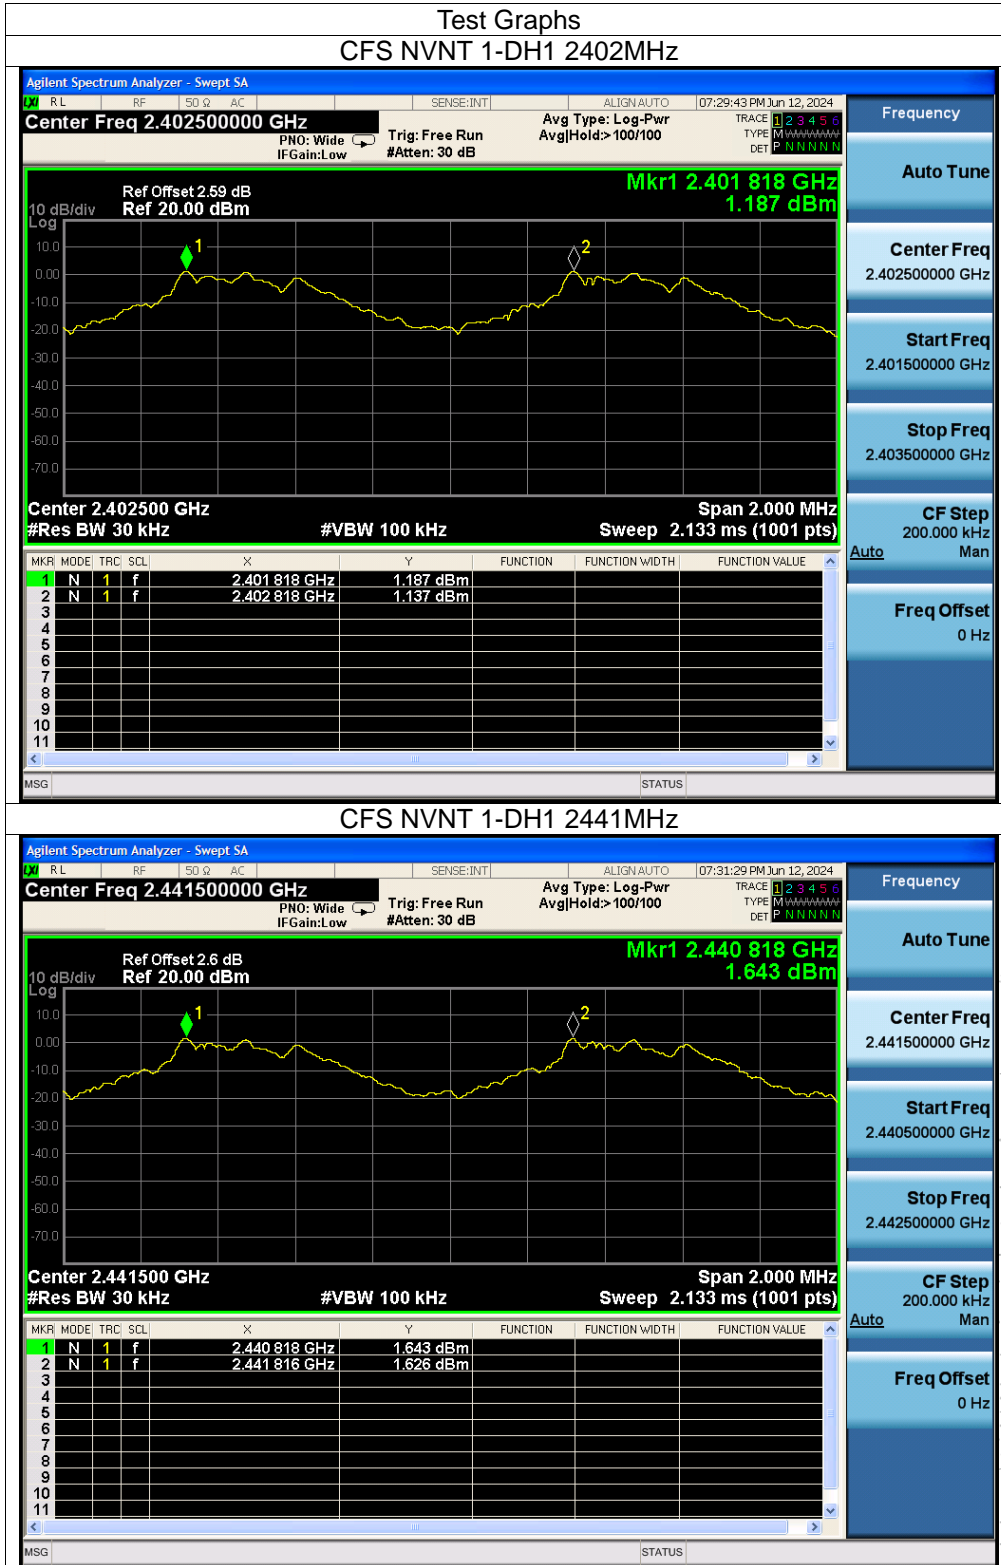 Test Graphs
CFS NVNT 1-DH1 2402MHz
Agilent Spectrum Analyzer - Swept SA
LXI RL RF 50 Ω AC SENSE:INT ALIGN AUTO 07:29:43 PM Jun 12, 2024
Center Freq 2.402500000 GHz
PNO: Wide
IFGain:Low
Trig: Free Run
#Atten: 30 dB
Avg Type: Log-Pwr
Avg|Hold:>100/100
TRACE 1 2 3 4 5 6
TYPE M WWWWW
DET P N N N N N
Frequency
Auto Tune
Mkr1 2.401 818 GHz
1.187 dBm
Ref Offset 2.59 dB
10 dB/div Ref 20.00 dBm
Log
10.0
0.00
-10.0
-20.0
-30.0
-40.0
-50.0
-60.0
-70.0
1
2
Center Freq
2.402500000 GHz
Start Freq
2.401500000 GHz
Stop Freq
2.403500000 GHz
CF Step
200.000 kHz
Auto Man
Freq Offset
0 Hz
Center 2.402500 GHz Span 2.000 MHz
#Res BW 30 kHz #VBW 100 kHz Sweep 2.133 ms (1001 pts)
MKR MODE TRC SCL X Y FUNCTION FUNCTION WIDTH FUNCTION VALUE
1 N 1 f 2.401 818 GHz 1.187 dBm
2 N 1 f 2.402 818 GHz 1.137 dBm
3
4
5
6
7
8
9
10
11
MSG STATUS
CFS NVNT 1-DH1 2441MHz
Agilent Spectrum Analyzer - Swept SA
LXI RL RF 50 Ω AC SENSE:INT ALIGN AUTO 07:31:29 PM Jun 12, 2024
Center Freq 2.441500000 GHz
PNO: Wide
IFGain:Low
Trig: Free Run
#Atten: 30 dB
Avg Type: Log-Pwr
Avg|Hold:>100/100
TRACE 1 2 3 4 5 6
TYPE M WWWWW
DET P N N N N N
Frequency
Auto Tune
Mkr1 2.440 818 GHz
1.643 dBm
Ref Offset 2.6 dB
10 dB/div Ref 20.00 dBm
Log
10.0
0.00
-10.0
-20.0
-30.0
-40.0
-50.0
-60.0
-70.0
1
2
Center Freq
2.441500000 GHz
Start Freq
2.440500000 GHz
Stop Freq
2.442500000 GHz
CF Step
200.000 kHz
Auto Man
Freq Offset
0 Hz
Center 2.441500 GHz Span 2.000 MHz
#Res BW 30 kHz #VBW 100 kHz Sweep 2.133 ms (1001 pts)
MKR MODE TRC SCL X Y FUNCTION FUNCTION WIDTH FUNCTION VALUE
1 N 1 f 2.440 818 GHz 1.643 dBm
2 N 1 f 2.441 816 GHz 1.626 dBm
3
4
5
6
7
8
9
10
11
MSG STATUS